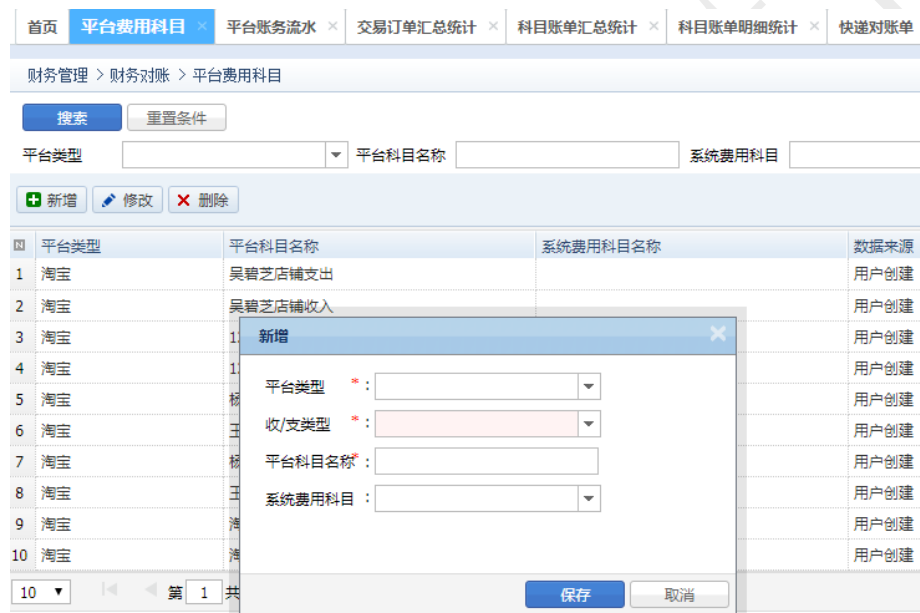 首页 平台费用科目 × 平台账务流水 × 交易订单汇总统计 × 科目账单汇总统计 × 科目账单明细统计 × 快递对账单
财务管理 > 财务对账 > 平台费用科目
搜索 重置条件
平台类型 平台科目名称 系统费用科目
新增 修改 删除
N 平台类型 平台科目名称 系统费用科目名称 数据来源
1 淘宝 吴碧芝店铺支出 用户创建
2 淘宝 吴碧芝店铺收入 用户创建
3 淘宝 用户创建
4 淘宝 用户创建
5 淘宝 杨 用户创建
6 淘宝 王 用户创建
7 淘宝 杨 用户创建
8 淘宝 王 用户创建
9 淘宝 淘 用户创建
10 淘宝 淘 用户创建
新增 ×
平台类型 * :
收/支类型 * :
平台科目名称* :
系统费用科目 :
保存 取消
10 第 1 共